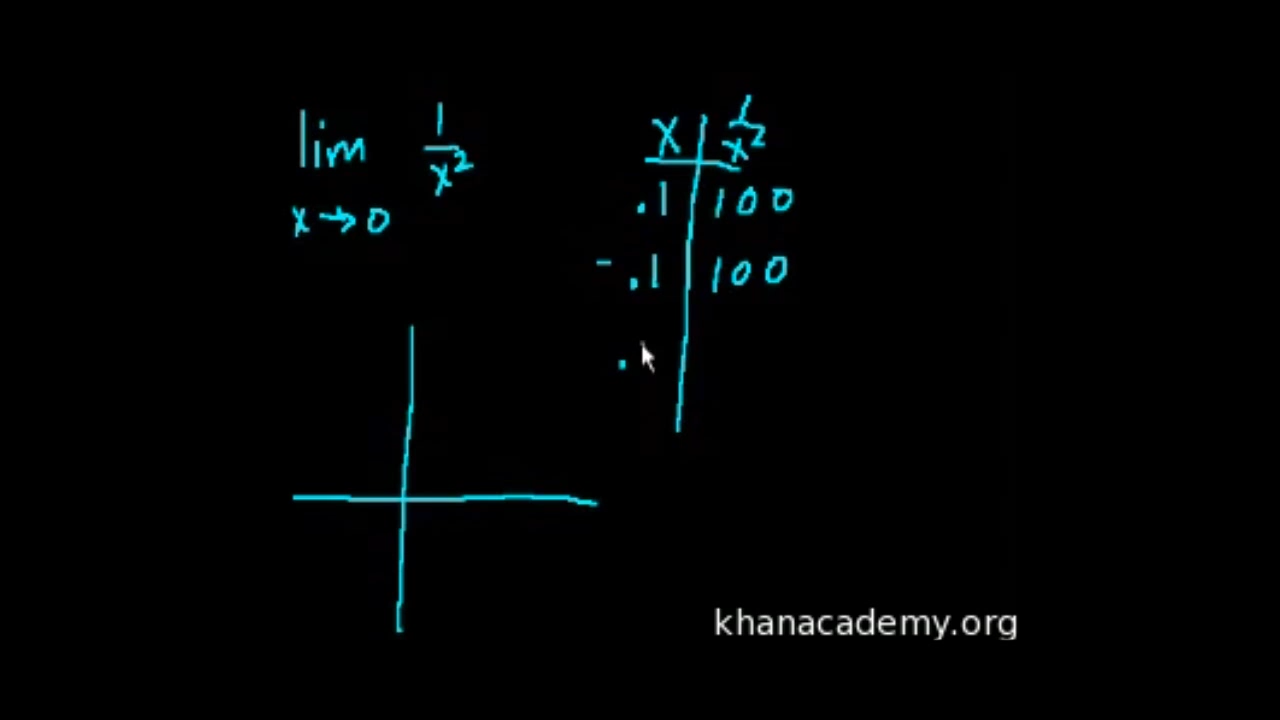 lim 1/x²
x→0
x | 1/x²
.1 | 100
-.1 | 100
.
khanacademy.org